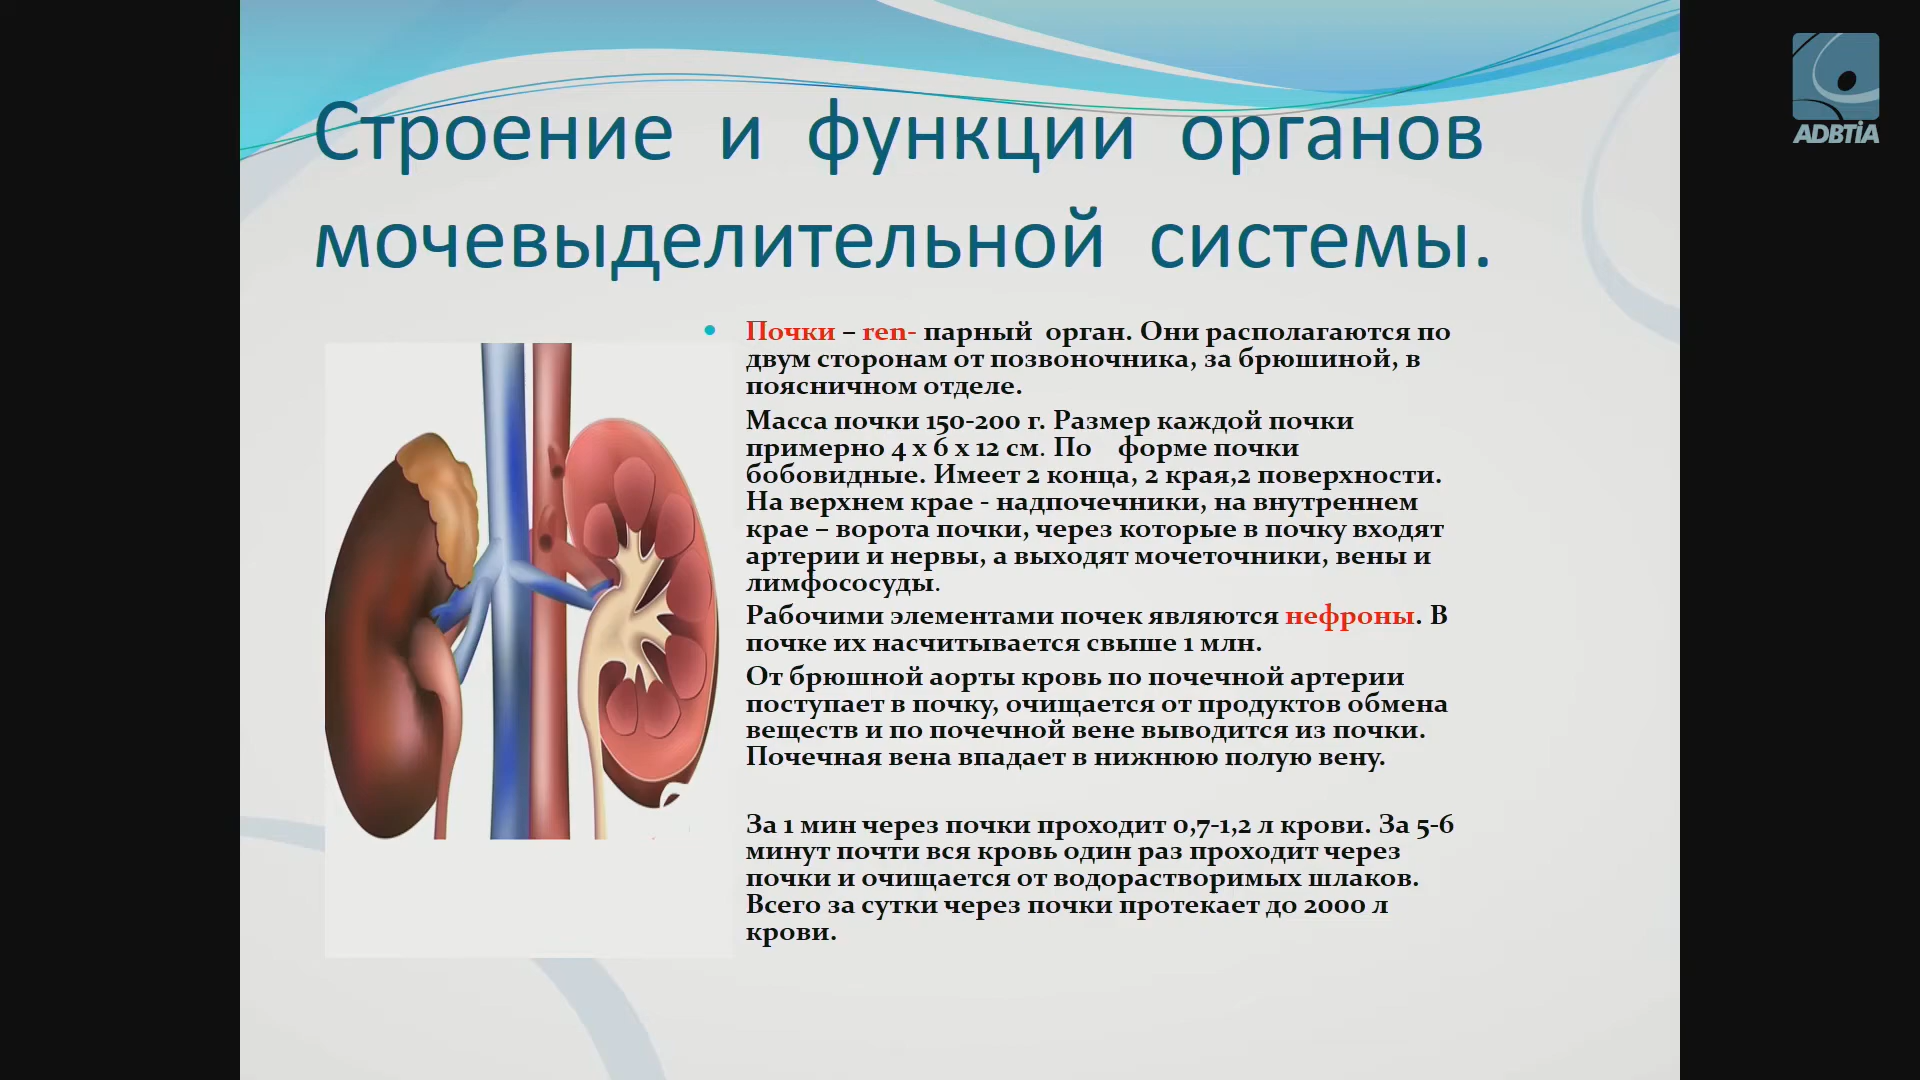 Строение и функции органов
мочевыделительной системы.
ADBTİA
Почки – ren- парный орган. Они располагаются по
двум сторонам от позвоночника, за брюшиной, в
поясничном отделе.
Масса почки 150-200 г. Размер каждой почки
примерно 4 х 6 х 12 см. По форме почки
бобовидные. Имеет 2 конца, 2 края,2 поверхности.
На верхнем крае - надпочечники, на внутреннем
крае – ворота почки, через которые в почку входят
артерии и нервы, а выходят мочеточники, вены и
лимфососуды.
Рабочими элементами почек являются нефроны. В
почке их насчитывается свыше 1 млн.
От брюшной аорты кровь по почечной артерии
поступает в почку, очищается от продуктов обмена
веществ и по почечной вене выводится из почки.
Почечная вена впадает в нижнюю полую вену.
За 1 мин через почки проходит 0,7-1,2 л крови. За 5-6
минут почти вся кровь один раз проходит через
почки и очищается от водорастворимых шлаков.
Всего за сутки через почки протекает до 2000 л
крови.